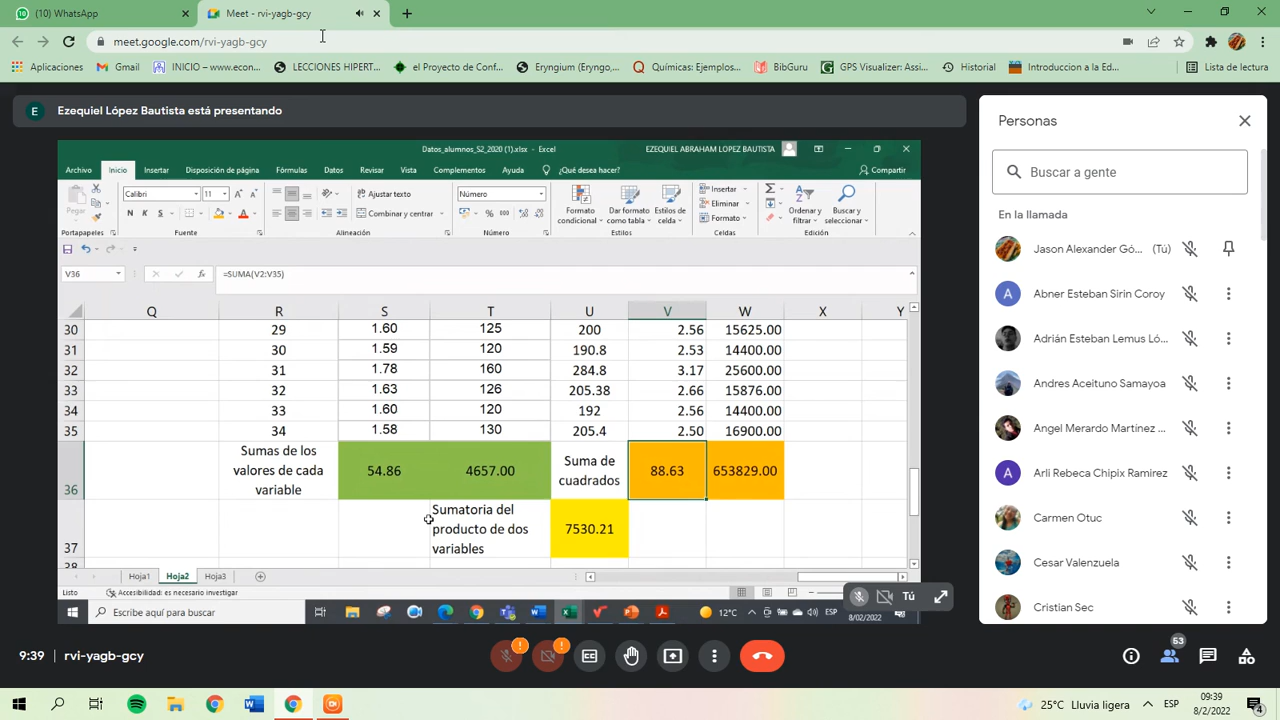 (10) WhatsApp
Meet - rvi-yagb-gcy
meet.google.com/rvi-yagb-gcy
Aplicaciones
Gmail
INICIO – www.econ...
LECCIONES HIPERT...
el Proyecto de Conf...
Eryngium (Eryngo,...
Químicas: Ejemplos...
BibGuru
GPS Visualizer: Assi...
Historial
Introduccion a la Ed...
Lista de lectura
E
Ezequiel López Bautista está presentando
Datos_alumnos_S2_2020 (1).xlsx - Excel
EZEQUIEL ABRAHAM LOPEZ BAUTISTA
Archivo
Inicio
Insertar
Disposición de página
Fórmulas
Datos
Revisar
Vista
Complementos
Ayuda
¿Qué desea hacer?
Compartir
Pegar
Calibri
11
Ajustar texto
Combinar y centrar
Número
Formato condicional
Dar formato como tabla
Estilos de celda
Insertar
Eliminar
Formato
Ordenar y filtrar
Buscar y seleccionar
Portapapeles
Fuente
Alineación
Número
Estilos
Celdas
Edición
V36
=SUMA(V2:V35)
Q R S T U V W X Y
30 29 1.60 125 200 2.56 15625.00
31 30 1.59 120 190.8 2.53 14400.00
32 31 1.78 160 284.8 3.17 25600.00
33 32 1.63 126 205.38 2.66 15876.00
34 33 1.60 120 192 2.56 14400.00
35 34 1.58 130 205.4 2.50 16900.00
Sumas de los
valores de cada
variable
36
54.86
4657.00
Suma de
cuadrados
88.63
653829.00
Sumatoria del
producto de dos
variables
37
7530.21
38
Hoja1
Hoja2
Hoja3
Listo
Accesibilidad: es necesario investigar
Escribe aquí para buscar
12°C
ESP
8/02/2022
Tú
Personas
Buscar a gente
En la llamada
Jason Alexander Gó... (Tú)
A
Abner Esteban Sirin Coroy
Adrián Esteban Lemus Ló...
Andres Aceituno Samayoa
Angel Merardo Martínez ...
A
Arli Rebeca Chipix Ramirez
Carmen Otuc
Cesar Valenzuela
Cristian Sec
9:39
rvi-yagb-gcy
53
25°C Lluvia ligera
ESP
09:39
8/2/2022
4